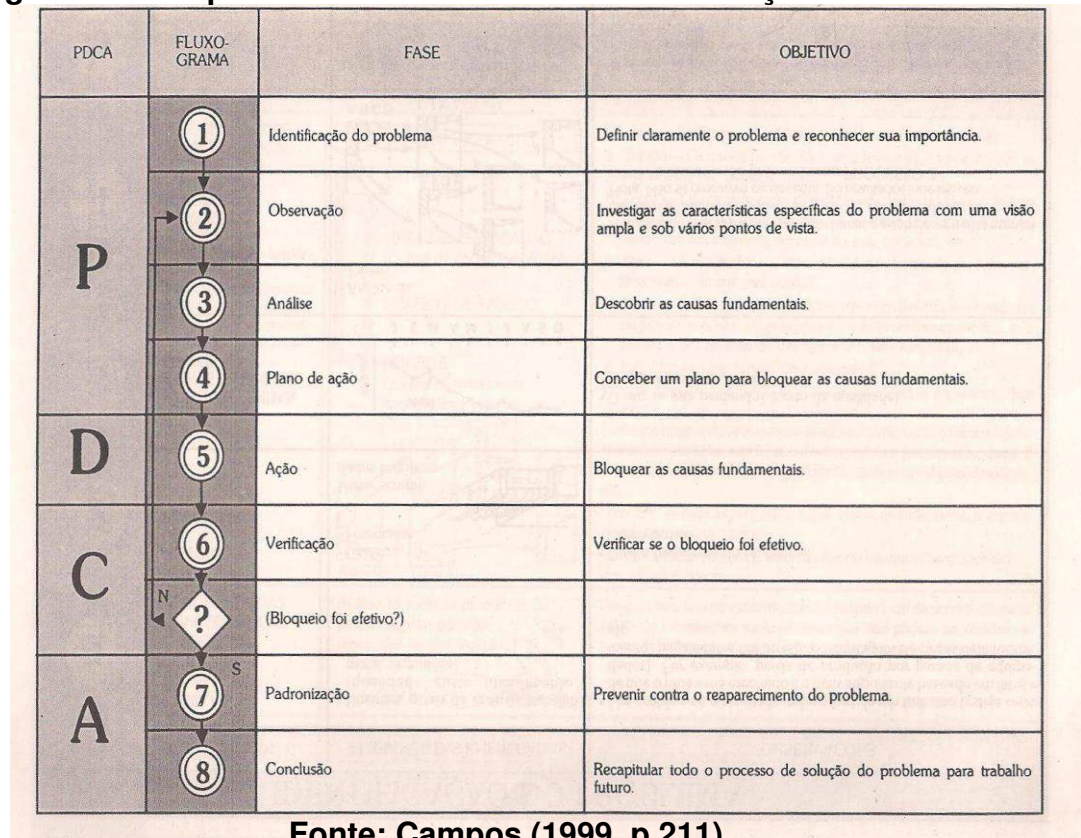 PDCA FLUXO- FASE OBJETIVO
GRAMA
P
1 Identificação do problema Definir claramente o problema e reconhecer sua importância.
2 Observação Investigar as características específicas do problema com uma visão
ampla e sob vários pontos de vista.
3 Análise Descobrir as causas fundamentais.
4 Plano de ação Conceber um plano para bloquear as causas fundamentais.
D
5 Ação Bloquear as causas fundamentais.
C
6 Verificação Verificar se o bloqueio foi efetivo.
N
? (Bloqueio foi efetivo?)
S
A
7 Padronização Prevenir contra o reaparecimento do problema.
8 Conclusão Recapitular todo o processo de solução do problema para trabalho
futuro.
Fonte: Campos (1999, p.211)